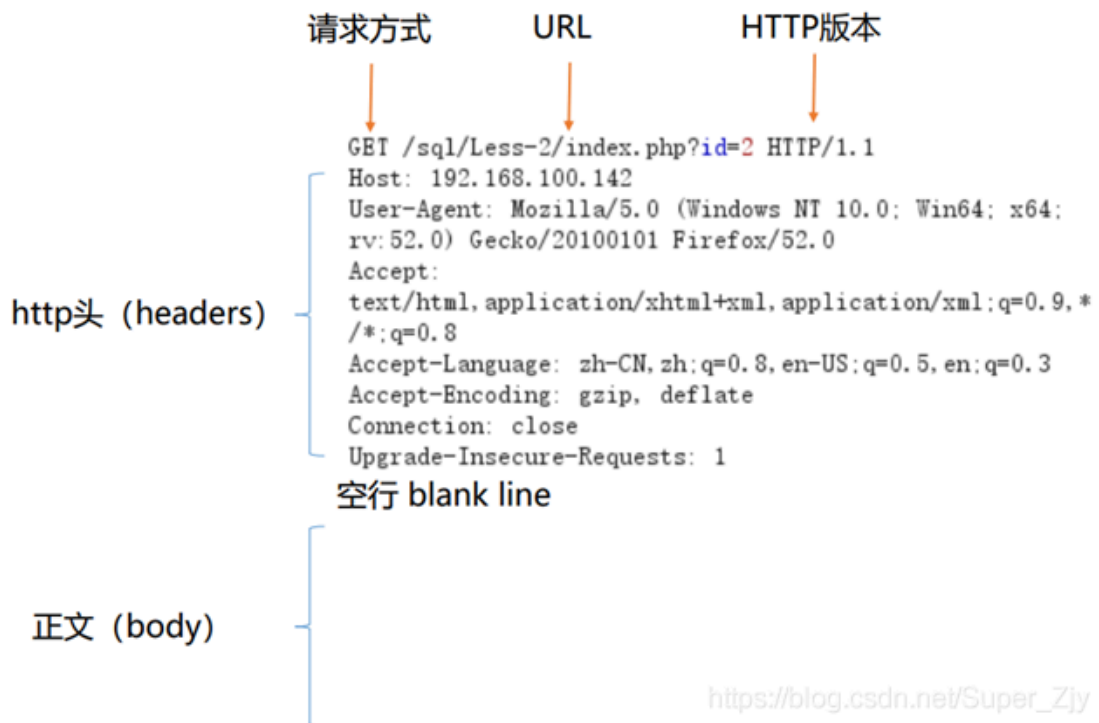 请求方式 URL HTTP版本
GET /sql/Less-2/index.php?id=2 HTTP/1.1
Host: 192.168.100.142
User-Agent: Mozilla/5.0 (Windows NT 10.0; Win64; x64;
rv:52.0) Gecko/20100101 Firefox/52.0
Accept:
text/html,application/xhtml+xml,application/xml;q=0.9,*
http头（headers）
/*;q=0.8
Accept-Language: zh-CN,zh;q=0.8,en-US;q=0.5,en;q=0.3
Accept-Encoding: gzip, deflate
Connection: close
Upgrade-Insecure-Requests: 1
空行 blank line
正文（body）
https://blog.csdn.net/Super_Zjy